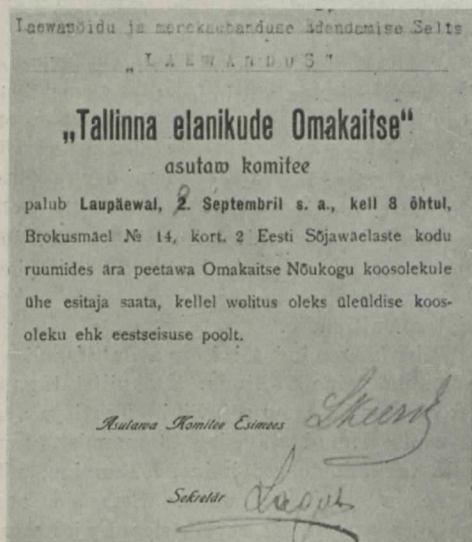 Laewasõidu ja merekaubanduse ädendamise Selts
„LAEWANDUS"
„Tallinna elanikude Omakaitse“
asutaw komitee
palub Laupäewal, 2. Septembril s. a., kell 8 õhtul,
Brokusmäel № 14, kort. 2 Eesti Sõjawäelaste kodu
ruumides ära peetawa Omakaitse Nõukogu koosolekule
ühe esitaja saata, kellel wolitus oleks üleüldise koos-
oleku ehk eestseisuse poolt.
Asutawa Komitee Esimees
Sekretär